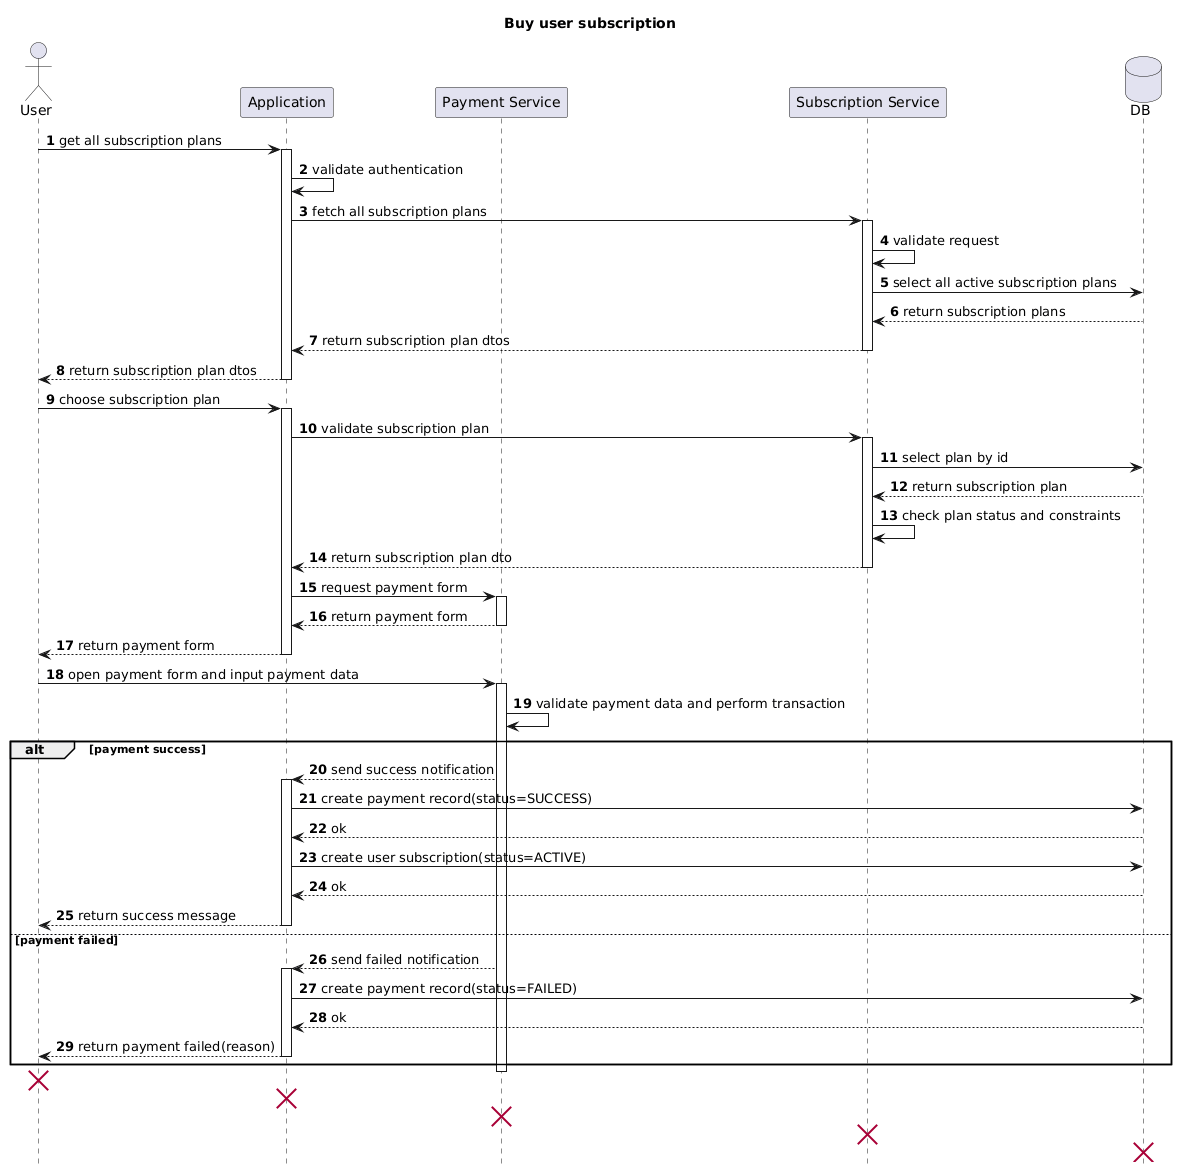 Buy user subscription
User
Application
Payment Service
Subscription Service
DB
1 get all subscription plans
2 validate authentication
3 fetch all subscription plans
4 validate request
5 select all active subscription plans
6 return subscription plans
7 return subscription plan dtos
8 return subscription plan dtos
9 choose subscription plan
10 validate subscription plan
11 select plan by id
12 return subscription plan
13 check plan status and constraints
14 return subscription plan dto
15 request payment form
16 return payment form
17 return payment form
18 open payment form and input payment data
19 validate payment data and perform transaction
alt [payment success]
20 send success notification
21 create payment record(status=SUCCESS)
22 ok
23 create user subscription(status=ACTIVE)
24 ok
25 return success message
[payment failed]
26 send failed notification
27 create payment record(status=FAILED)
28 ok
29 return payment failed(reason)